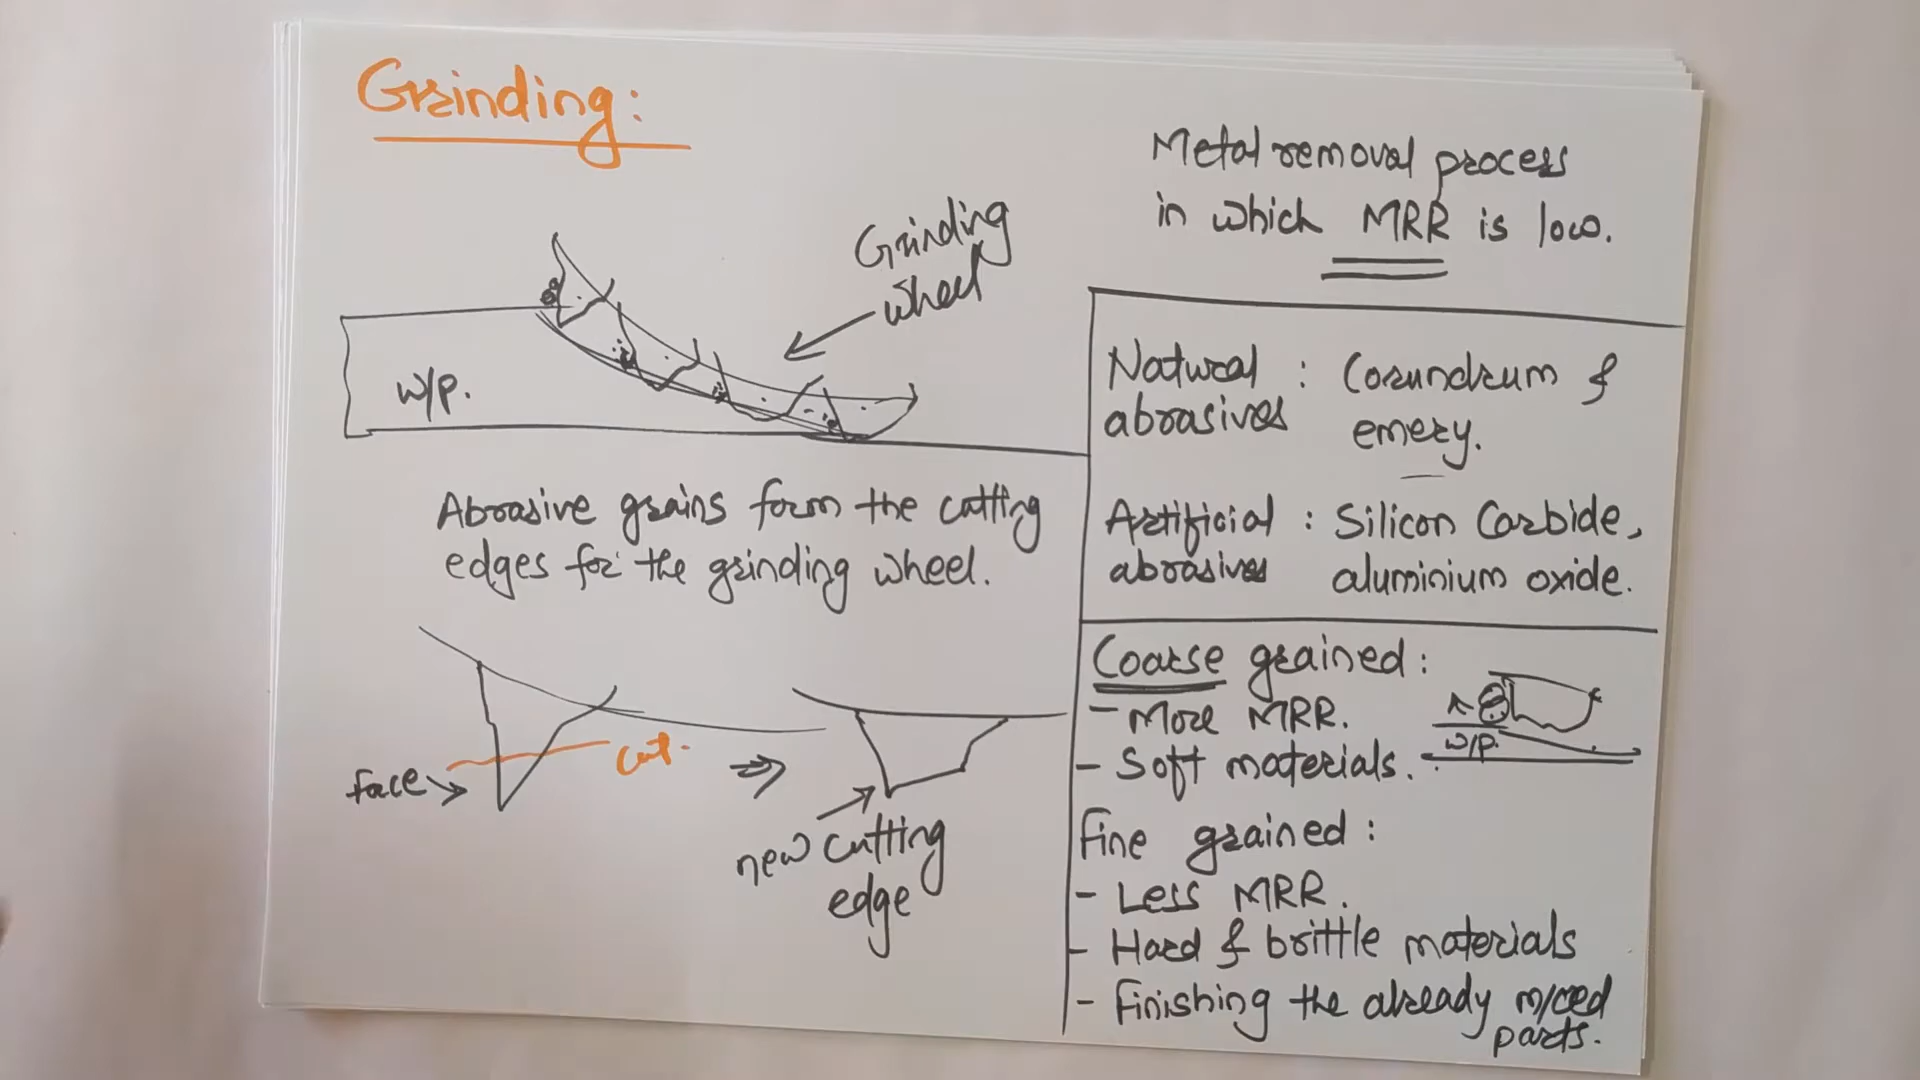 Grinding:
Metal removal process
in which MRR is low.
Grinding
wheel
w/p.
Abrasive grains form the cutting
edges for the grinding wheel.
face
cut.
new cutting
edge
Natural : Corundrum &
abrasives emery.
Artificial : Silicon Carbide,
abrasives aluminium oxide.
Coarse grained:
- More MRR.
- Soft materials.
w/p.
Fine grained:
- Less MRR.
- Hard & brittle materials
- Finishing the already m/ced
parts.